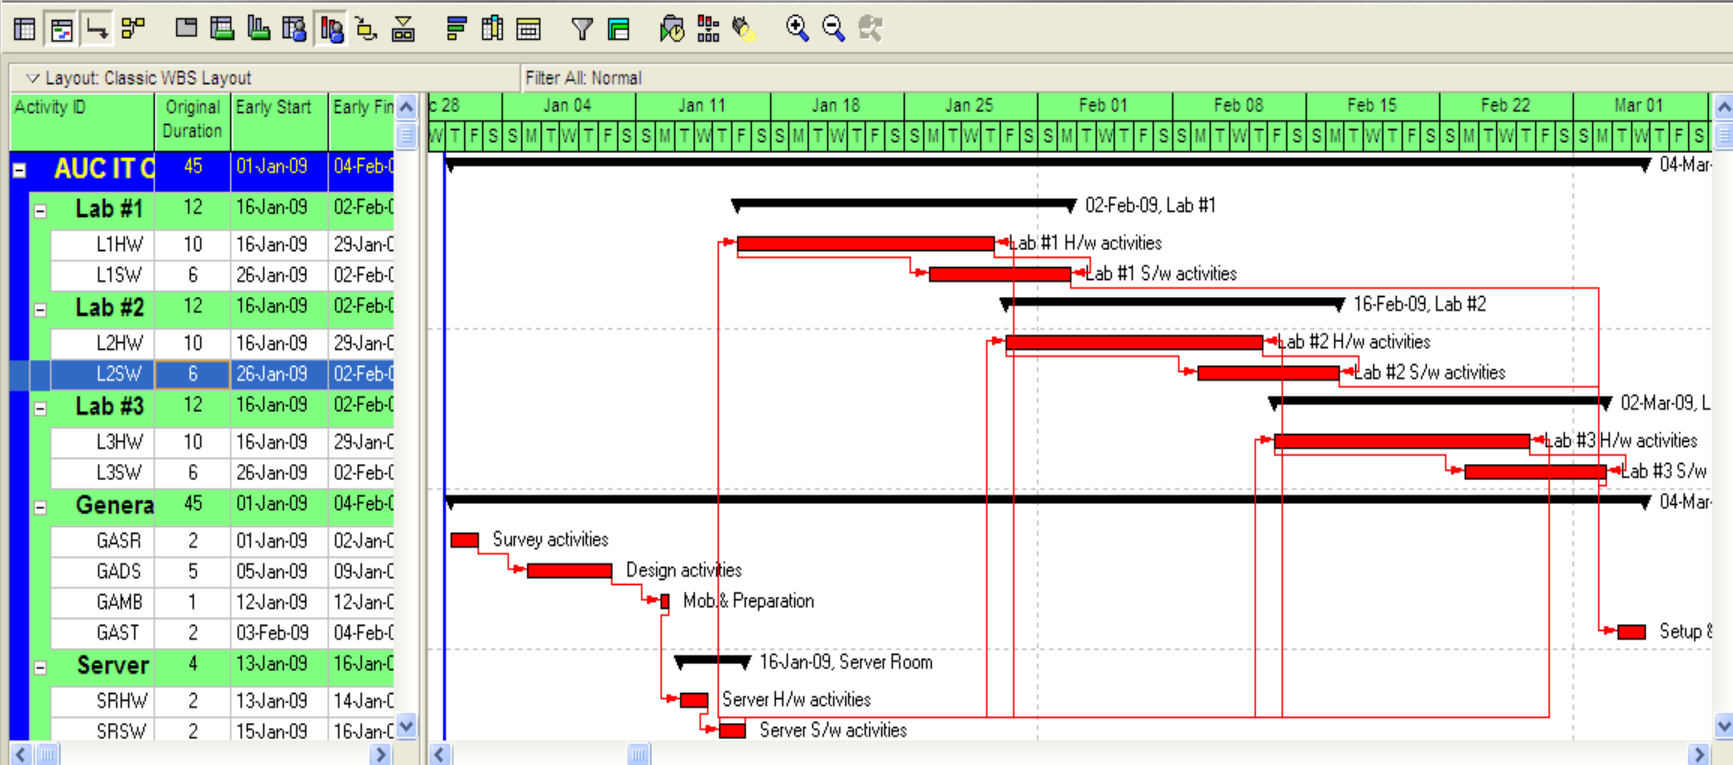 Layout: Classic WBS Layout Filter All: Normal
Activity ID Original Duration Early Start Early Fin
c 28 Jan 04 Jan 11 Jan 18 Jan 25 Feb 01 Feb 08 Feb 15 Feb 22 Mar 01
W T F S S M T W T F S S M T W T F S S M T W T F S S M T W T F S S M T W T F S S M T W T F S S M T W T F S S M T W T F S S M T W T F S S M T W T F S
AUC IT C 45 01-Jan-09 04-Feb-0 04-Mar-
Lab #1 12 16-Jan-09 02-Feb-0 02-Feb-09, Lab #1
L1HW 10 16-Jan-09 29-Jan-0 Lab #1 H/w activities
L1SW 6 26-Jan-09 02-Feb-0 Lab #1 S/w activities
Lab #2 12 16-Jan-09 02-Feb-0 16-Feb-09, Lab #2
L2HW 10 16-Jan-09 29-Jan-0 Lab #2 H/w activities
L2SW 6 26-Jan-09 02-Feb-0 Lab #2 S/w activities
Lab #3 12 16-Jan-09 02-Feb-0 02-Mar-09, L
L3HW 10 16-Jan-09 29-Jan-0 Lab #3 H/w activities
L3SW 6 26-Jan-09 02-Feb-0 Lab #3 S/w
Genera 45 01-Jan-09 04-Feb-0 04-Mar-
GASR 2 01-Jan-09 02-Jan-0 Survey activities
GADS 5 05-Jan-09 09-Jan-0 Design activities
GAMB 1 12-Jan-09 12-Jan-0 Mob.& Preparation
GAST 2 03-Feb-09 04-Feb-0 Setup &
Server 4 13-Jan-09 16-Jan-0 16-Jan-09, Server Room
SRHW 2 13-Jan-09 14-Jan-0 Server H/w activities
SRSW 2 15-Jan-09 16-Jan-0 Server S/w activities